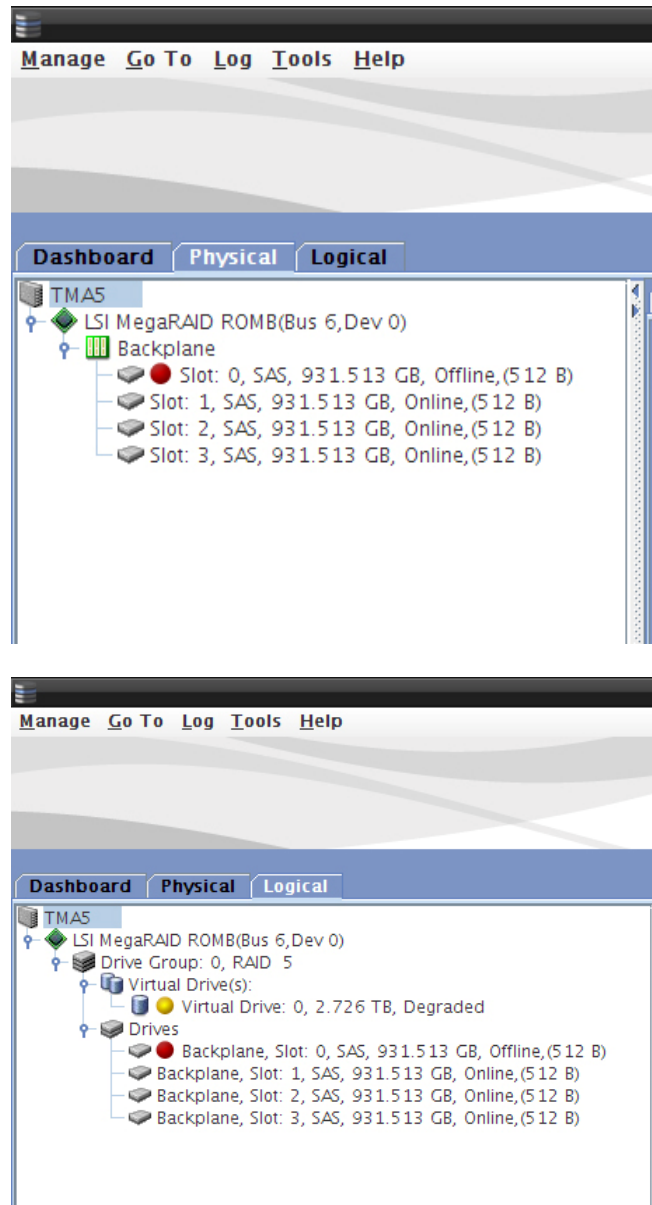 Manage Go To Log Tools Help
Dashboard Physical Logical
TMA5
LSI MegaRAID ROMB(Bus 6,Dev 0)
Backplane
Slot: 0, SAS, 931.513 GB, Offline,(512 B)
Slot: 1, SAS, 931.513 GB, Online,(512 B)
Slot: 2, SAS, 931.513 GB, Online,(512 B)
Slot: 3, SAS, 931.513 GB, Online,(512 B)
Manage Go To Log Tools Help
Dashboard Physical Logical
TMA5
LSI MegaRAID ROMB(Bus 6,Dev 0)
Drive Group: 0, RAID 5
Virtual Drive(s):
Virtual Drive: 0, 2.726 TB, Degraded
Drives
Backplane, Slot: 0, SAS, 931.513 GB, Offline,(512 B)
Backplane, Slot: 1, SAS, 931.513 GB, Online,(512 B)
Backplane, Slot: 2, SAS, 931.513 GB, Online,(512 B)
Backplane, Slot: 3, SAS, 931.513 GB, Online,(512 B)